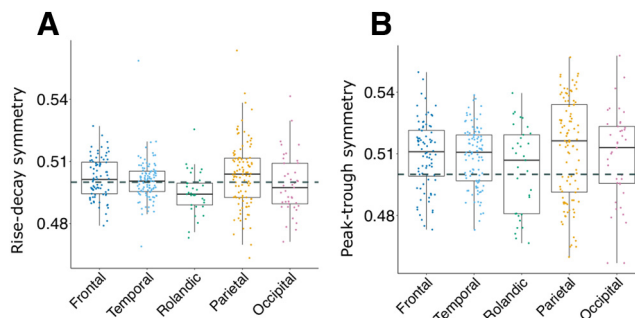 A
Rise-decay symmetry
0.54
0.51
0.48
Frontal
Temporal
Rolandic
Parietal
Occipital
B
Peak-trough symmetry
0.54
0.51
0.48
Frontal
Temporal
Rolandic
Parietal
Occipital